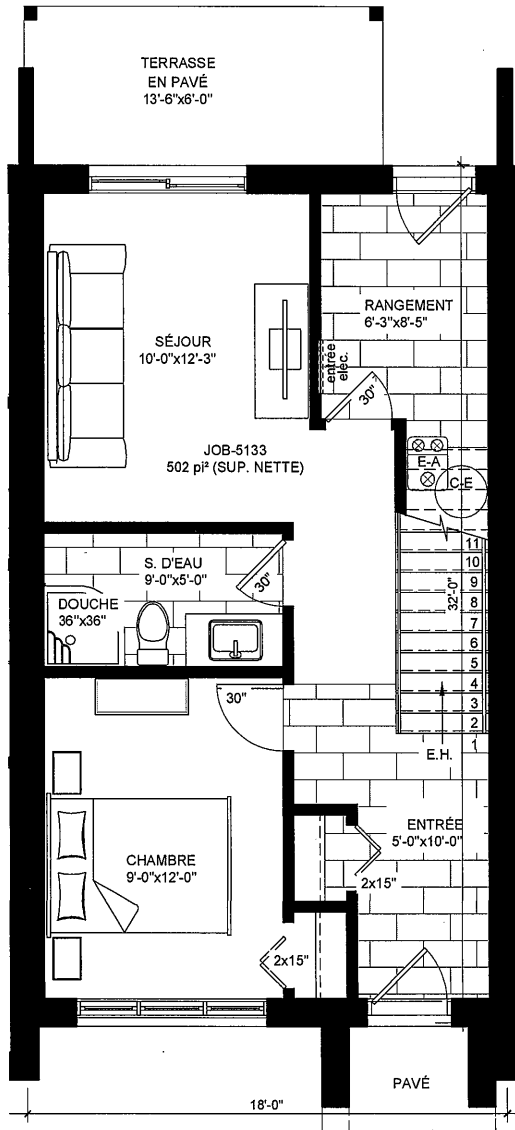 TERRASSE
EN PAVÉ
13'-6"x6'-0"
RANGEMENT
6'-3"x8'-5"
SÉJOUR
10'-0"x12'-3"
entrée
eléc.
30"
JOB-5133
502 pi² (SUP. NETTE)
E-A
C-E
S. D'EAU
9'-0"x5'-0"
30"
DOUCHE
36"x36"
11
10
9
8
7
6
5
4
3
2
1
32'-0"
E.H.
30"
ENTRÉE
5'-0"x10'-0"
CHAMBRE
9'-0"x12'-0"
2x15"
2x15"
PAVÉ
18'-0"